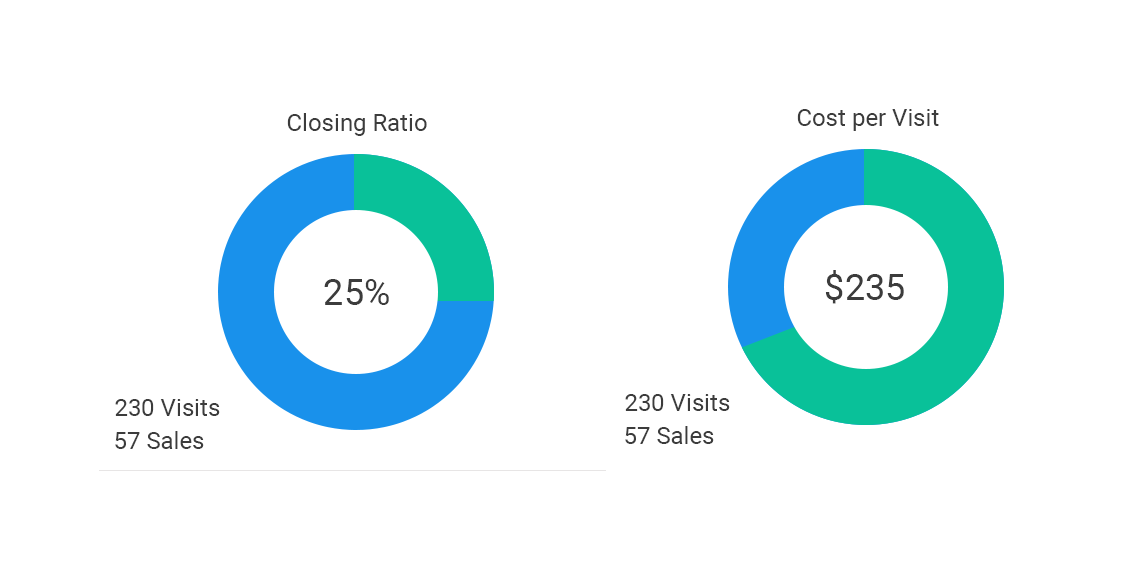 Closing Ratio
25%
230 Visits
57 Sales
Cost per Visit
$235
230 Visits
57 Sales